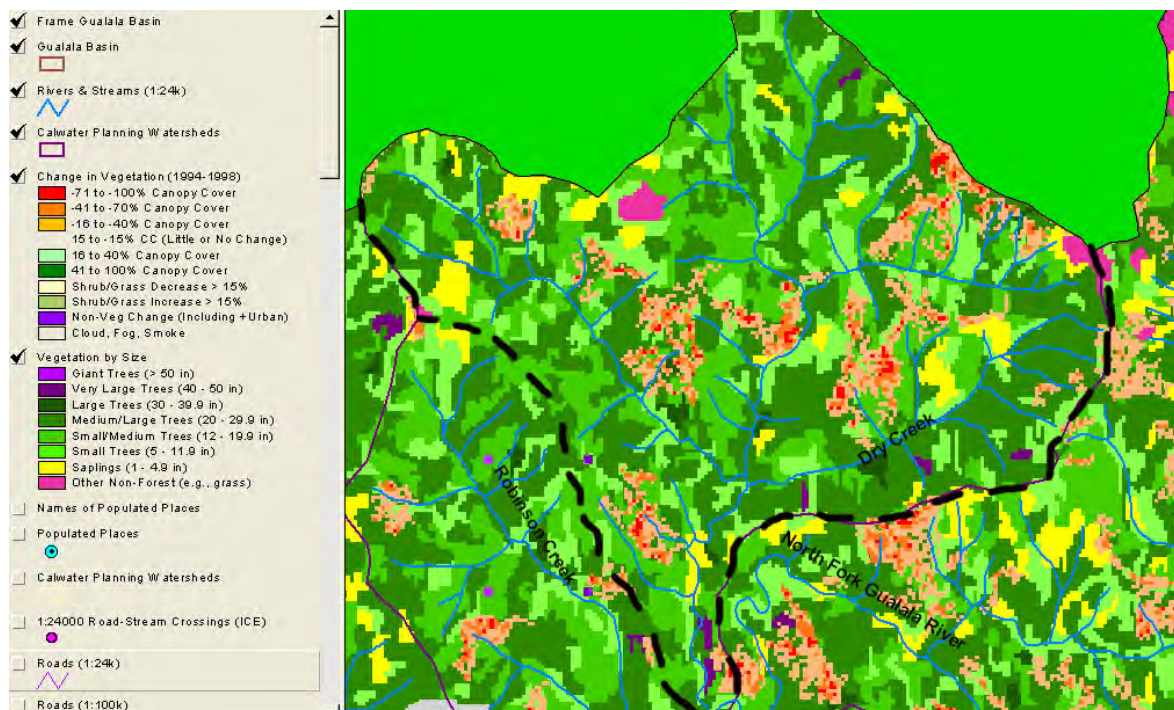 Frame Gualala Basin
Gualala Basin
Rivers & Streams (1:24k)
Calwater Planning Watersheds
Change in Vegetation (1994-1998)
-71 to -100% Canopy Cover
-41 to -70% Canopy Cover
-16 to -40% Canopy Cover
15 to -15% CC (Little or No Change)
16 to 40% Canopy Cover
41 to 100% Canopy Cover
Shrub/Grass Decrease > 15%
Shrub/Grass Increase > 15%
Non-Veg Change (Including +Urban)
Cloud, Fog, Smoke
Vegetation by Size
Giant Trees (> 50 in)
Very Large Trees (40 - 50 in)
Large Trees (30 - 39.9 in)
Medium/Large Trees (20 - 29.9 in)
Small/Medium Trees (12 - 19.9 in)
Small Trees (5 - 11.9 in)
Saplings (1 - 4.9 in)
Other Non-Forest (e.g., grass)
Names of Populated Places
Populated Places
Calwater Planning Watersheds
1:24000 Road-Stream Crossings (ICE)
Roads (1:24k)
Roads (1:100k)
Dry Creek
Robinson Creek
North Fork Gualala River